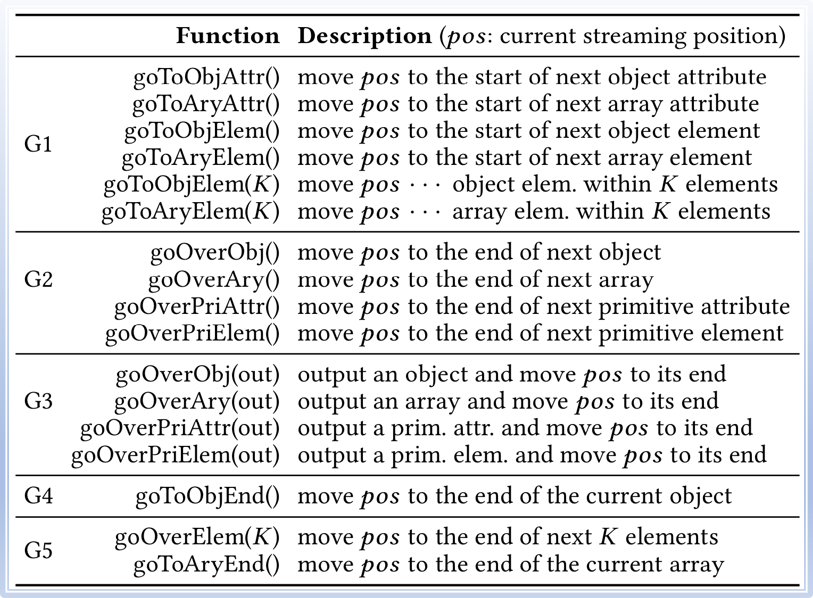 Function Description (pos: current streaming position)
goToObjAttr() move pos to the start of next object attribute
goToAryAttr() move pos to the start of next array attribute
goToObjElem() move pos to the start of next object element
G1
goToAryElem() move pos to the start of next array element
goToObjElem(K) move pos ··· object elem. within K elements
goToAryElem(K) move pos ··· array elem. within K elements
goOverObj() move pos to the end of next object
G2 goOverAry() move pos to the end of next array
goOverPriAttr() move pos to the end of next primitive attribute
goOverPriElem() move pos to the end of next primitive element
goOverObj(out) output an object and move pos to its end
G3 goOverAry(out) output an array and move pos to its end
goOverPriAttr(out) output a prim. attr. and move pos to its end
goOverPriElem(out) output a prim. elem. and move pos to its end
G4 goToObjEnd() move pos to the end of the current object
goOverElem(K) move pos to the end of next K elements
G5
goToAryEnd() move pos to the end of the current array